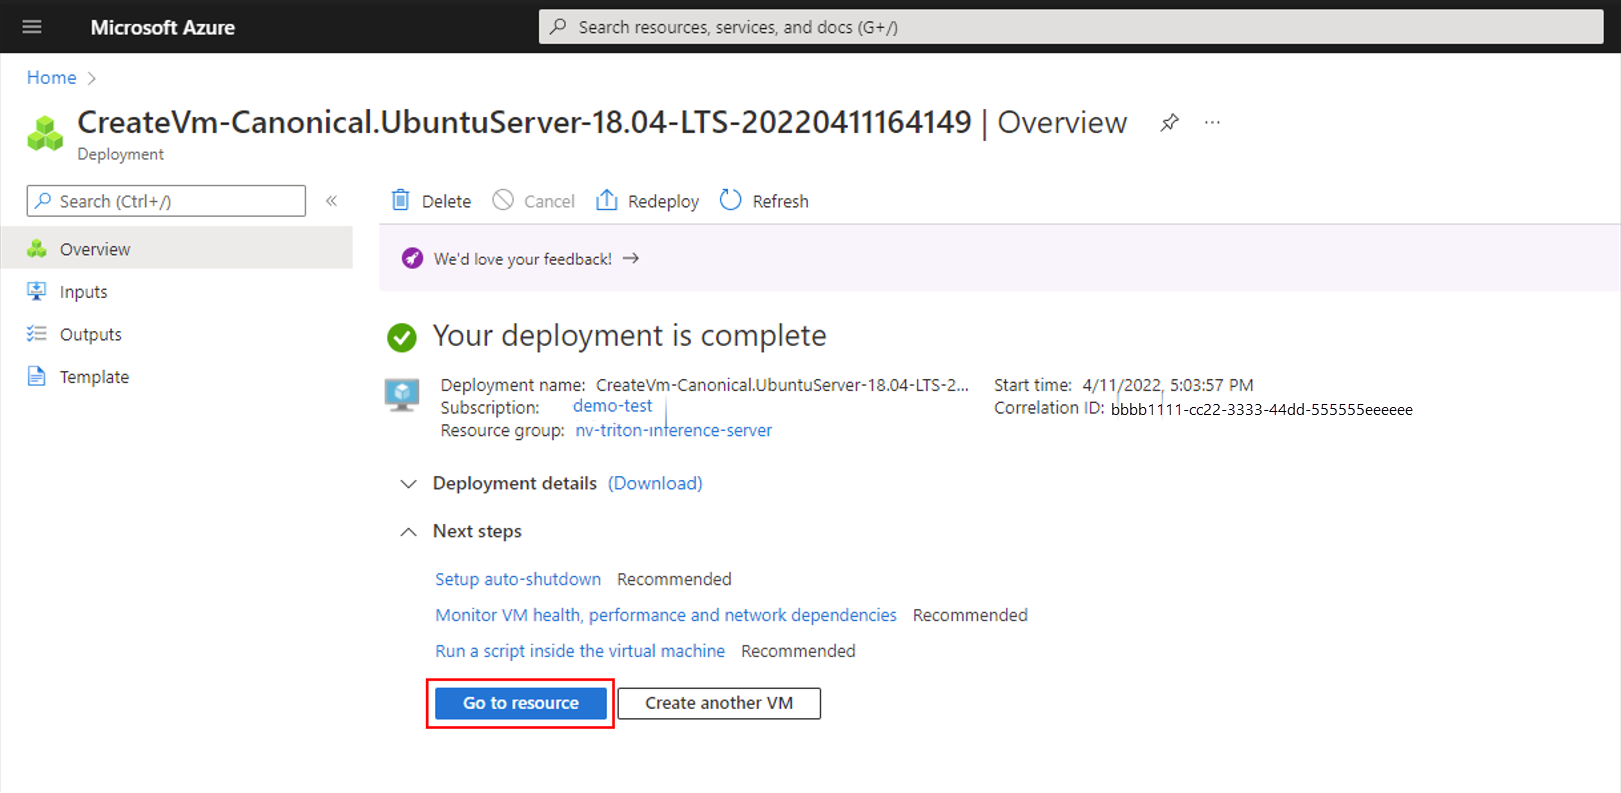 Microsoft Azure
Search resources, services, and docs (G+/)
Home
CreateVm-Canonical.UbuntuServer-18.04-LTS-20220411164149 | Overview
Deployment
Search (Ctrl+/)
Overview
Inputs
Outputs
Template
Delete Cancel Redeploy Refresh
We'd love your feedback! →
Your deployment is complete
Deployment name: CreateVm-Canonical.UbuntuServer-18.04-LTS-2... Start time: 4/11/2022, 5:03:57 PM
Subscription: demo-test Correlation ID: bbbb1111-cc22-3333-44dd-555555eeeeee
Resource group: nv-triton-inference-server
Deployment details (Download)
Next steps
Setup auto-shutdown Recommended
Monitor VM health, performance and network dependencies Recommended
Run a script inside the virtual machine Recommended
Go to resource Create another VM